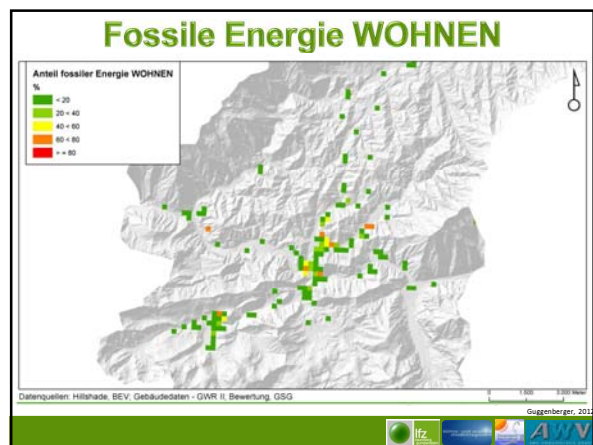 Fossile Energie WOHNEN
Anteil fossiler Energie WOHNEN
%
< 20
20 < 40
40 < 60
60 < 80
> = 80
Datenquellen: Hillshade, BEV; Gebäudedaten - GWR II; Bewertung, GSG
0 1.500 3.000 Meter
Guggenberger, 2012
lfz
AWV